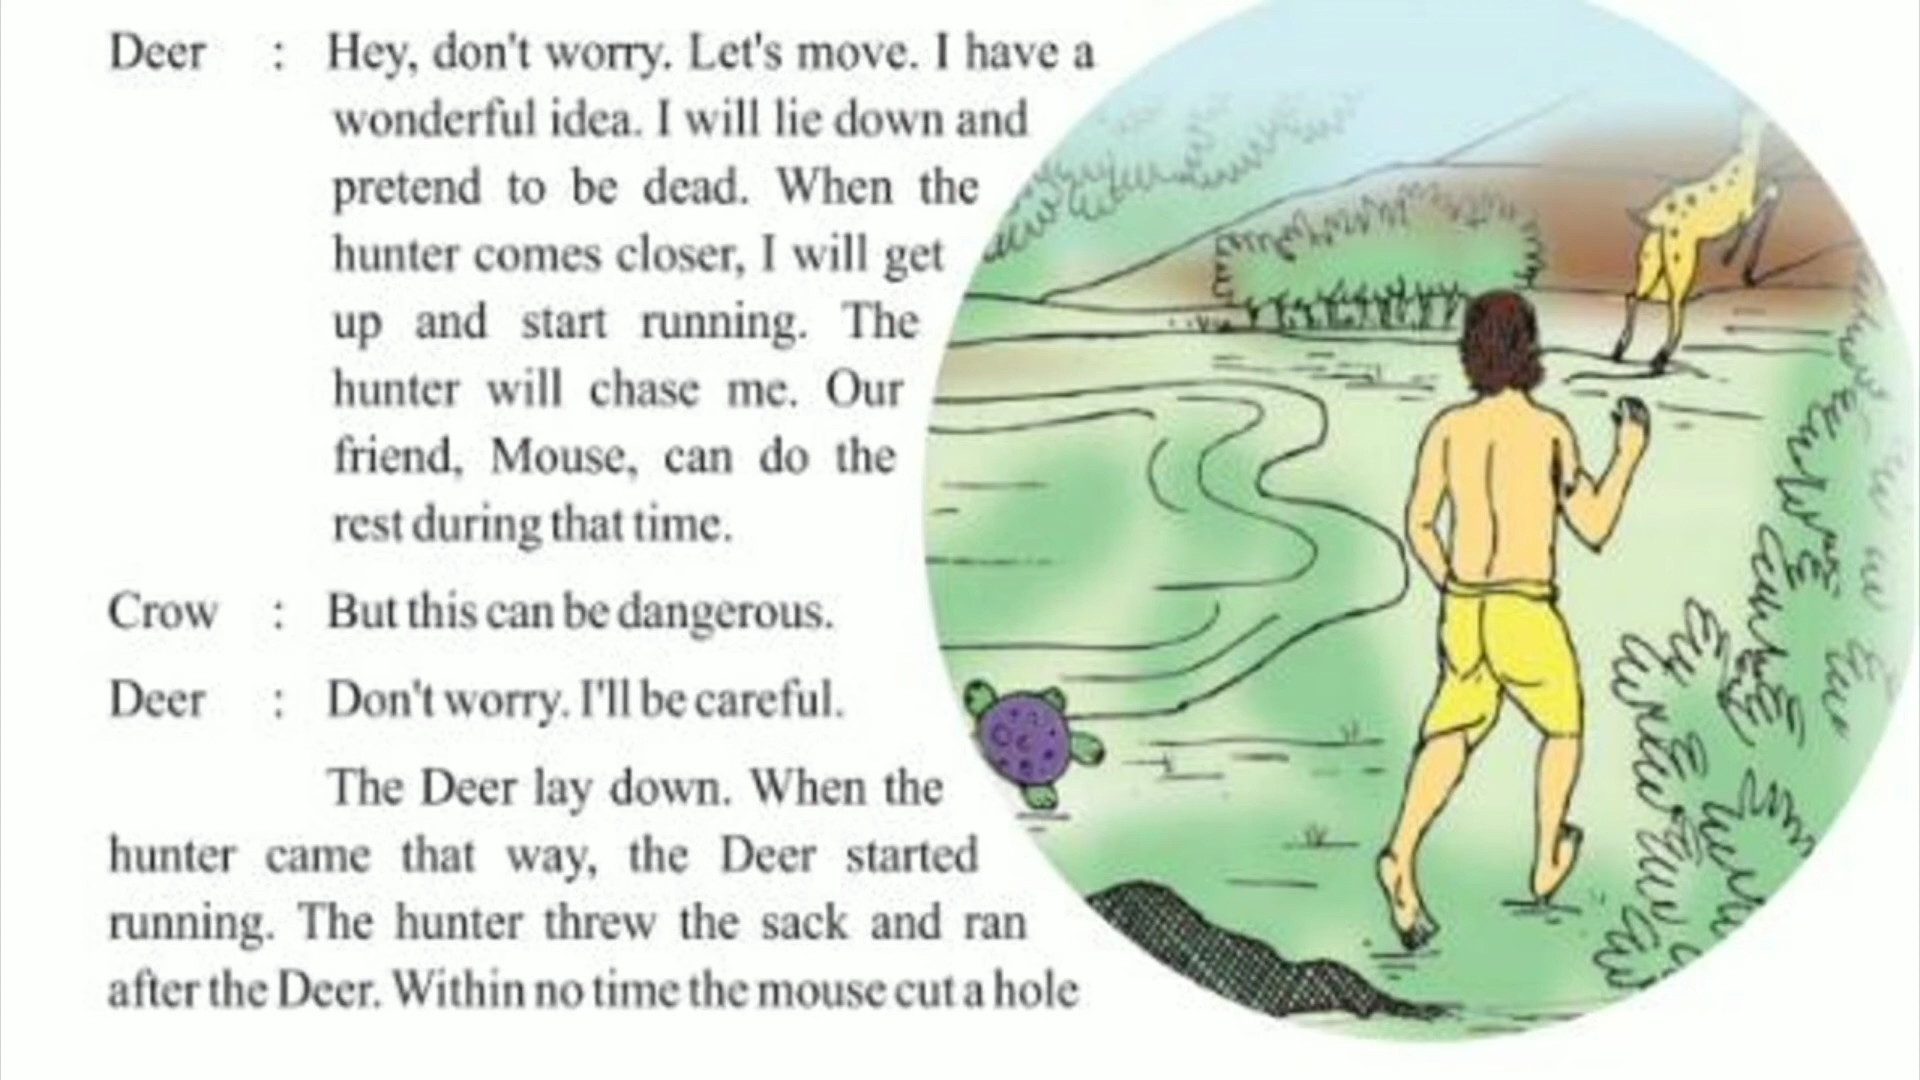 Deer : Hey, don't worry. Let's move. I have a
wonderful idea. I will lie down and
pretend to be dead. When the
hunter comes closer, I will get
up and start running. The
hunter will chase me. Our
friend, Mouse, can do the
rest during that time.
Crow : But this can be dangerous.
Deer : Don't worry. I'll be careful.
The Deer lay down. When the
hunter came that way, the Deer started
running. The hunter threw the sack and ran
after the Deer. Within no time the mouse cut a hole